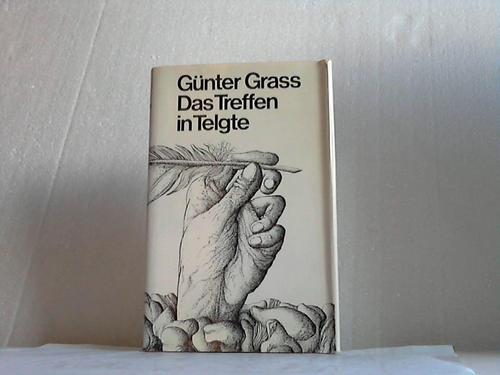 Günter Grass
Das Treffen
in Telgte